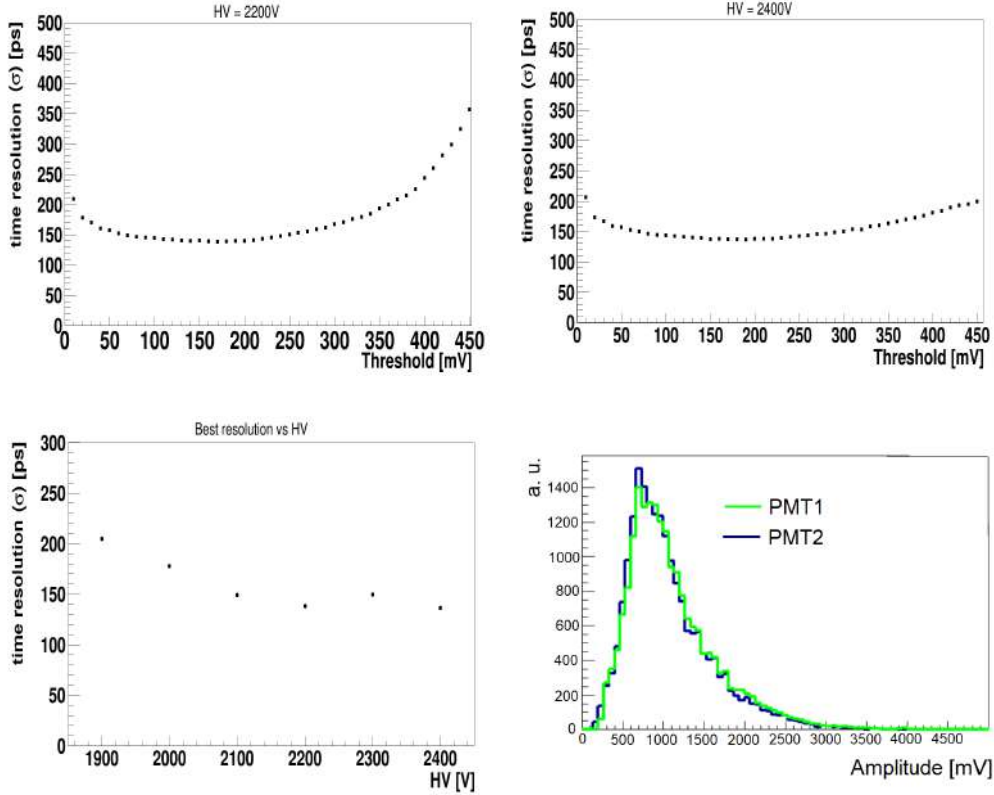 HV = 2200V
time resolution (σ) [ps]
500
450
400
350
300
250
200
150
100
50
0
0 50 100 150 200 250 300 350 400 450
Threshold [mV]
HV = 2400V
time resolution (σ) [ps]
500
450
400
350
300
250
200
150
100
50
0
0 50 100 150 200 250 300 350 400 450
Threshold [mV]
Best resolution vs HV
time resolution (σ) [ps]
300
250
200
150
100
50
0
1900 2000 2100 2200 2300 2400
HV [V]
a. u.
1400
1200
1000
800
600
400
200
0
PMT1
PMT2
0 500 1000 1500 2000 2500 3000 3500 4000 4500
Amplitude [mV]